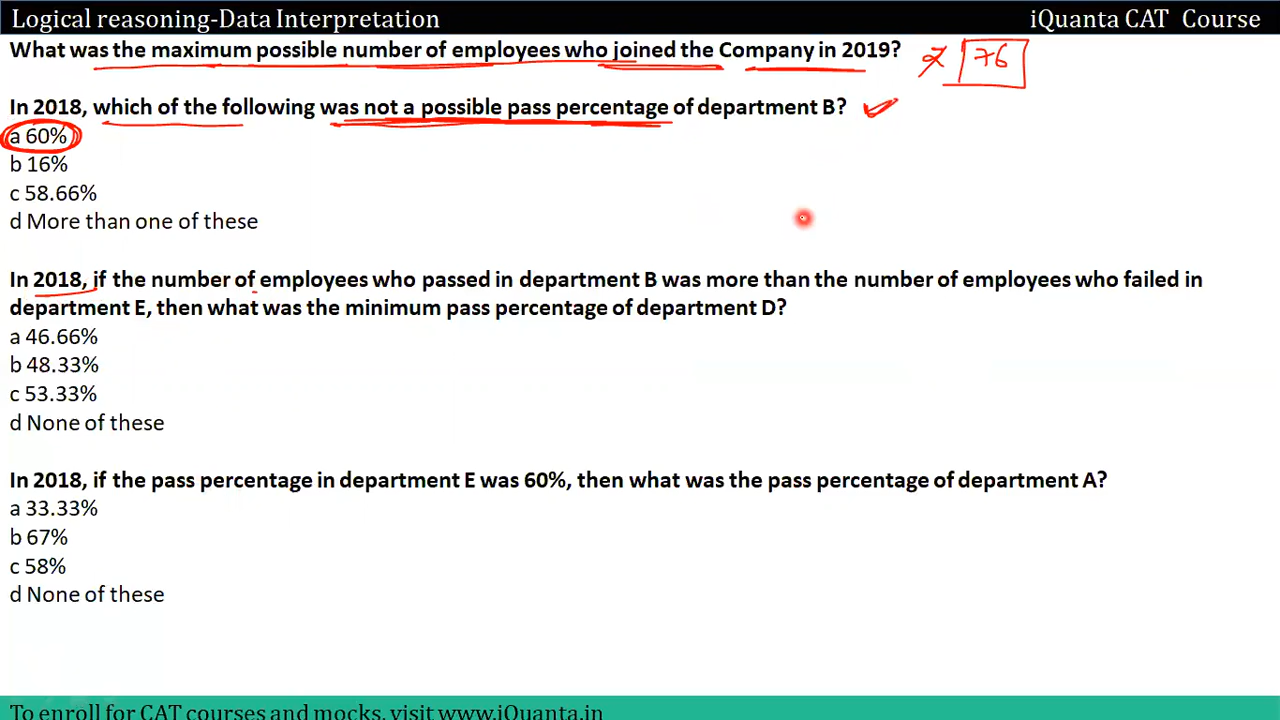 Logical reasoning-Data Interpretation
iQuanta CAT Course
What was the maximum possible number of employees who joined the Company in 2019?
76
In 2018, which of the following was not a possible pass percentage of department B?
a 60%
b 16%
c 58.66%
d More than one of these
In 2018, if the number of employees who passed in department B was more than the number of employees who failed in
department E, then what was the minimum pass percentage of department D?
a 46.66%
b 48.33%
c 53.33%
d None of these
In 2018, if the pass percentage in department E was 60%, then what was the pass percentage of department A?
a 33.33%
b 67%
c 58%
d None of these
To enroll for CAT courses and mocks, visit www.iQuanta.in